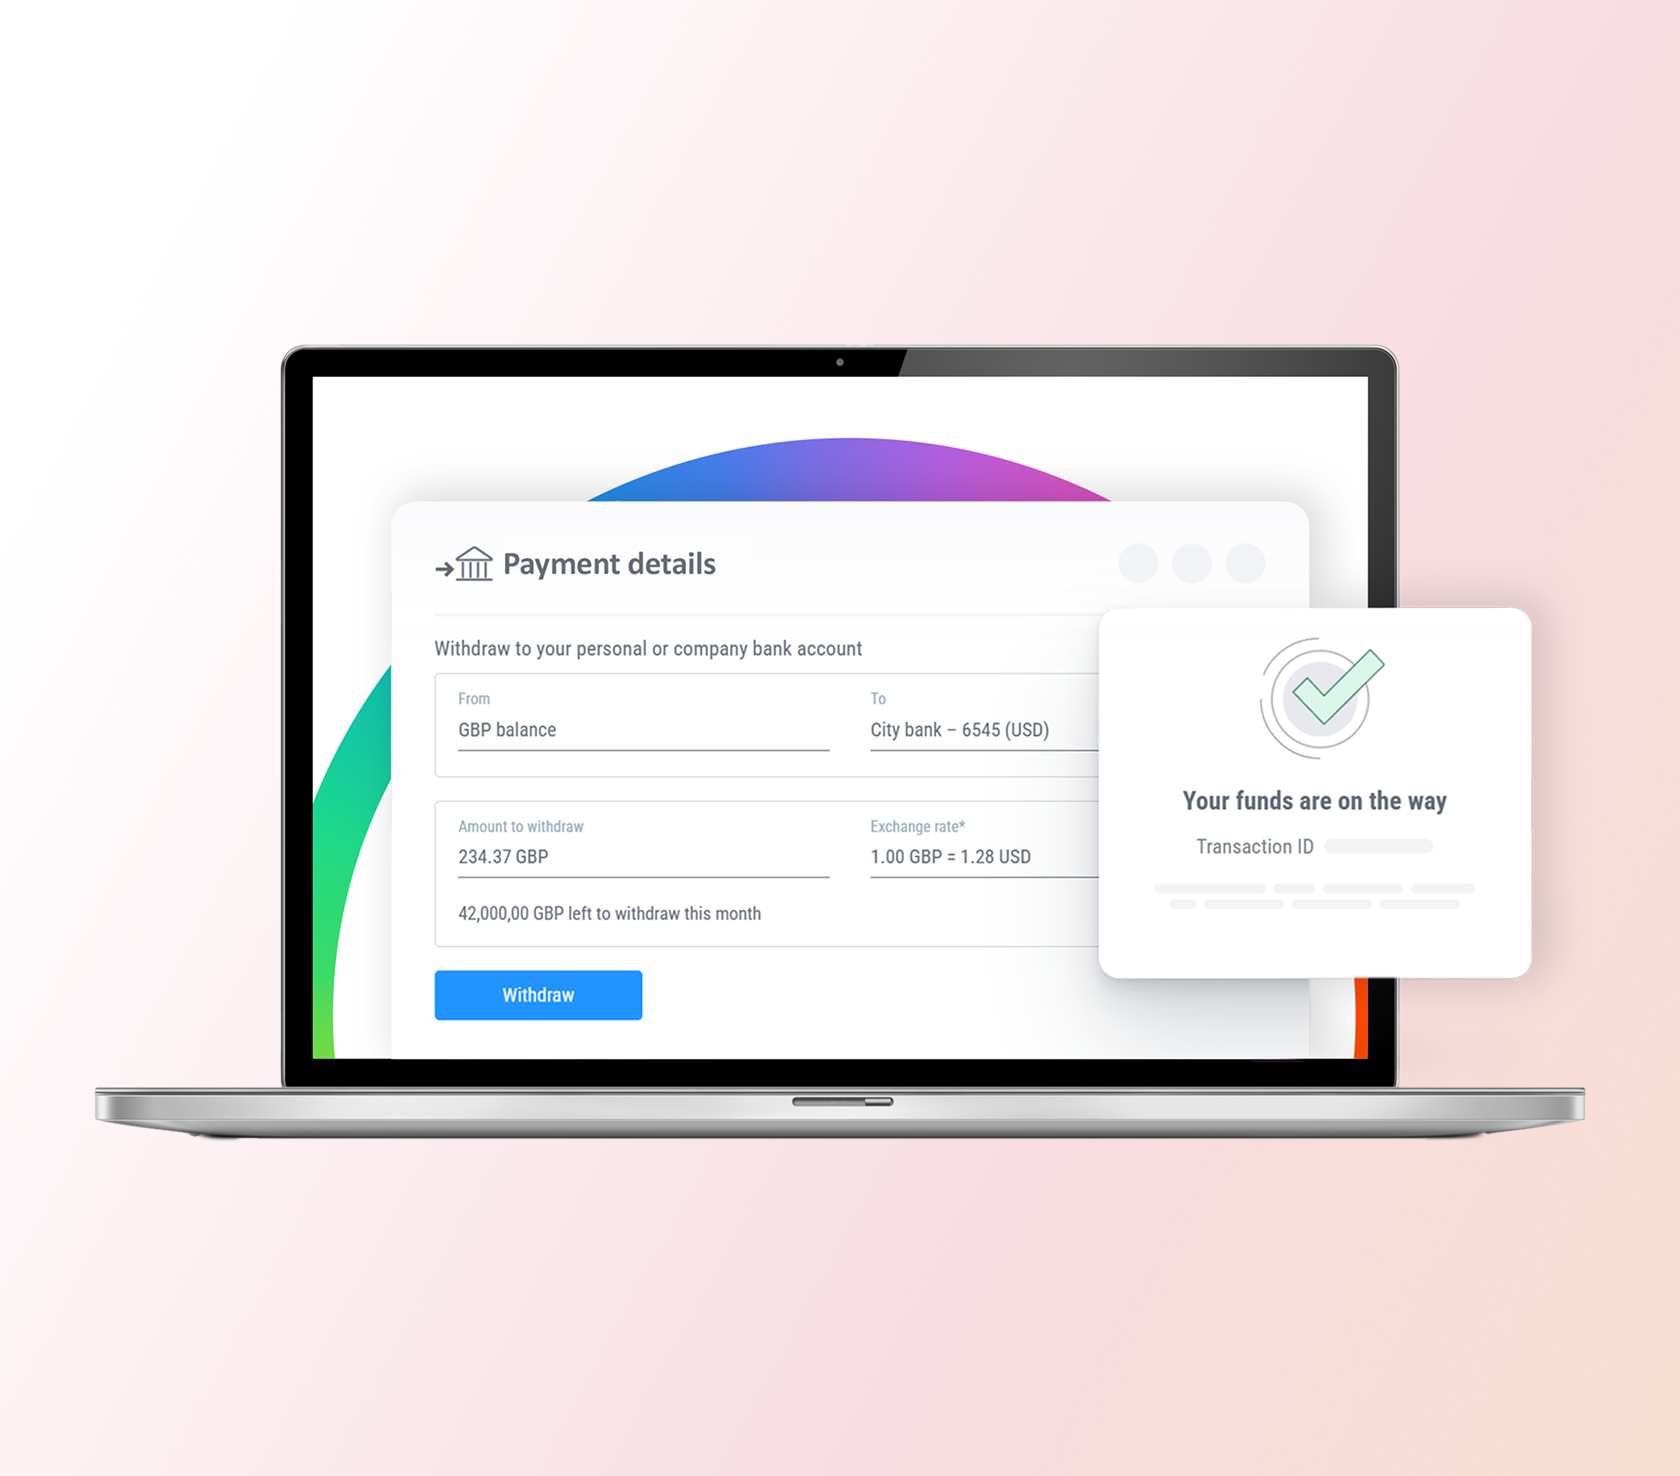 Payment details
Withdraw to your personal or company bank account
From
GBP balance
To
City bank – 6545 (USD)
Amount to withdraw
234.37 GBP
Exchange rate*
1.00 GBP = 1.28 USD
42,000,00 GBP left to withdraw this month
Withdraw
Your funds are on the way
Transaction ID